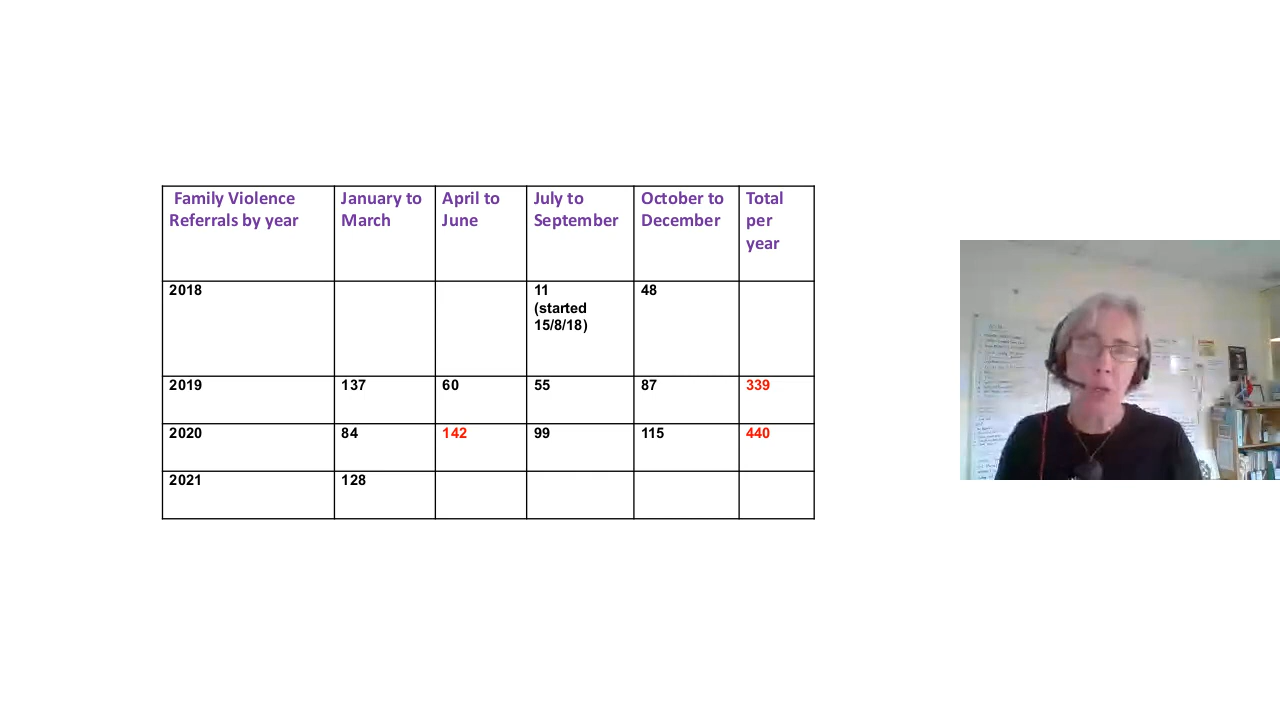 Family Violence
Referrals by year
January to
March
April to
June
July to
September
October to
December
Total
per
year
2018
11
(started
15/8/18)
48
2019
137
60
55
87
339
2020
84
142
99
115
440
2021
128